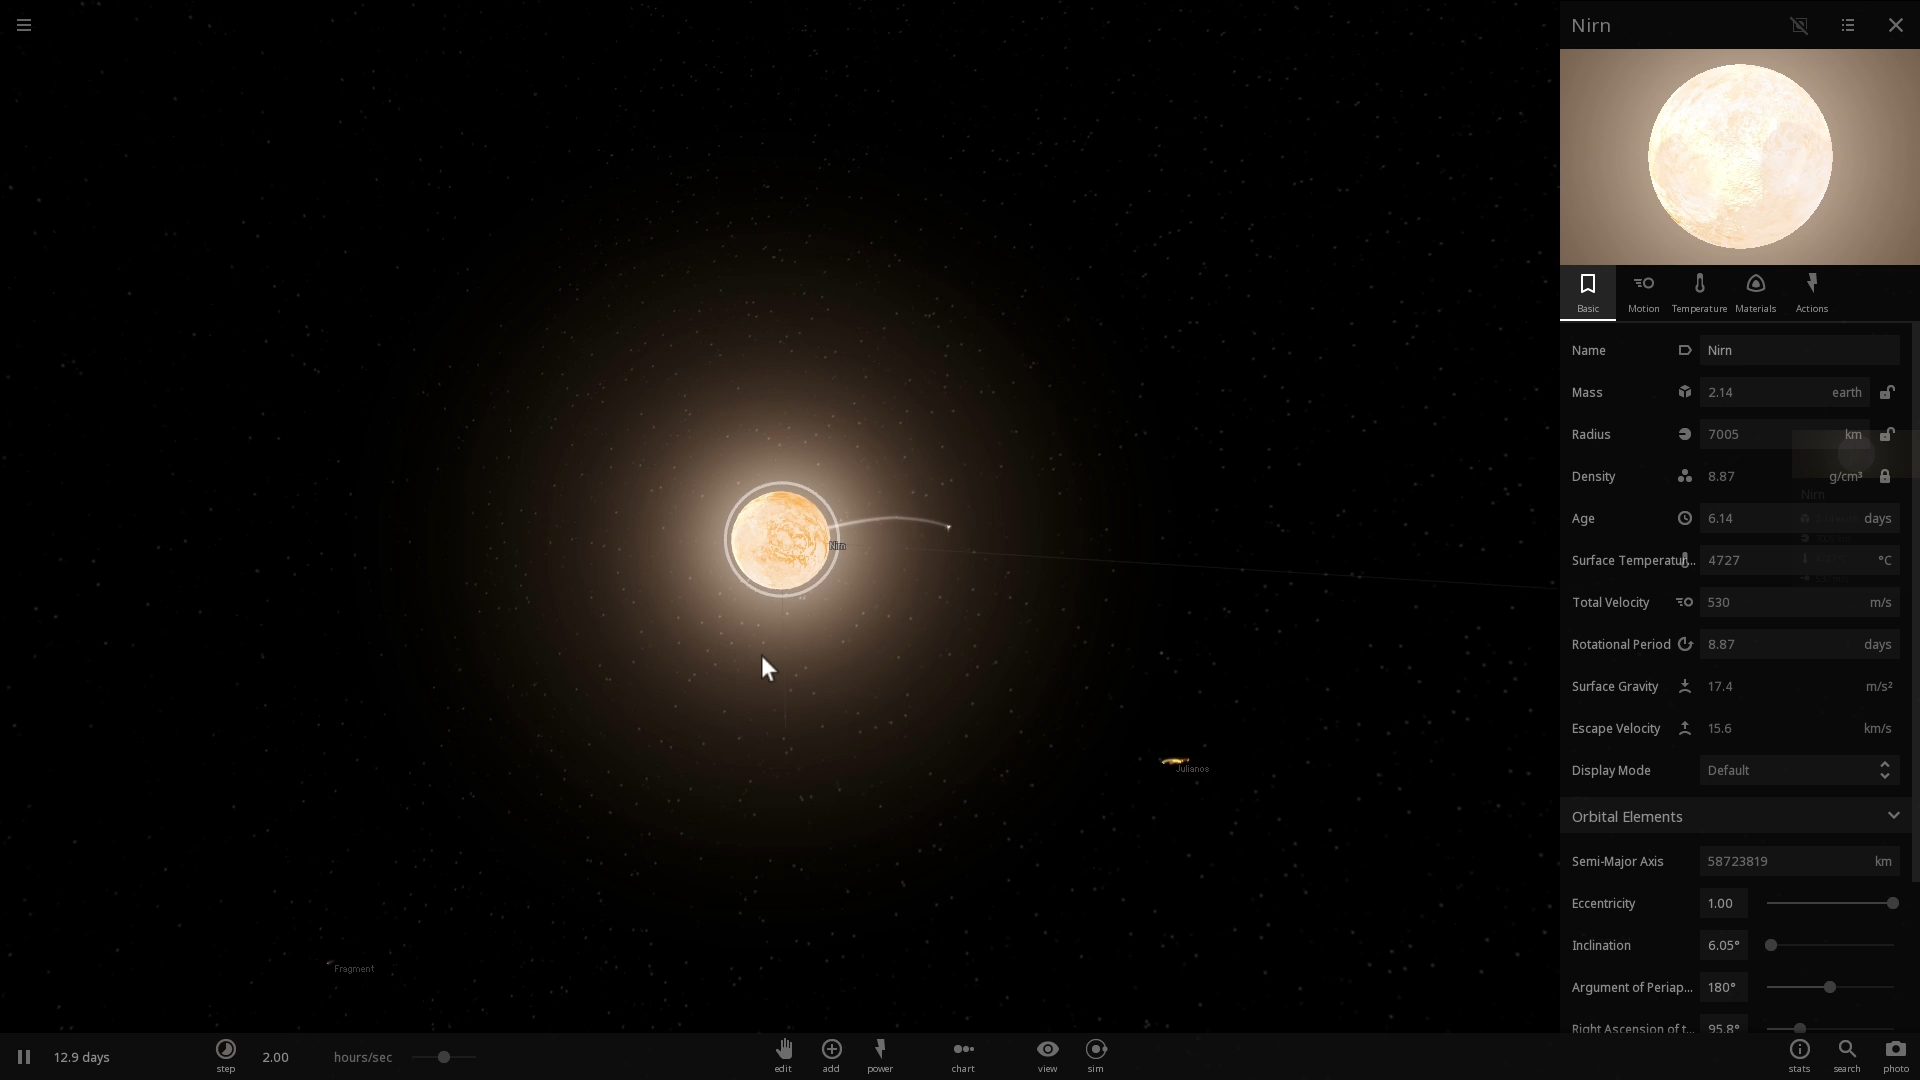 Nirn
Basic
Motion
Temperature
Materials
Actions
Name Nirn
Mass 2.14 earth
Radius 7005 km
Density 8.87 g/cm³
Nirn
Age 6.14 days
Surface Temperatur... 4727 °C
Total Velocity 530 m/s
Rotational Period 8.87 days
Surface Gravity 17.4 m/s²
Escape Velocity 15.6 km/s
Display Mode Default
Orbital Elements
Semi-Major Axis 58723819 km
Eccentricity 1.00
Inclination 6.05°
Argument of Periap... 180°
Right Ascension of t... 95.8°
Nirn
Julianos
Fragment
12.9 days
step
2.00 hours/sec
edit
add
power
chart
view
sim
stats
search
photo